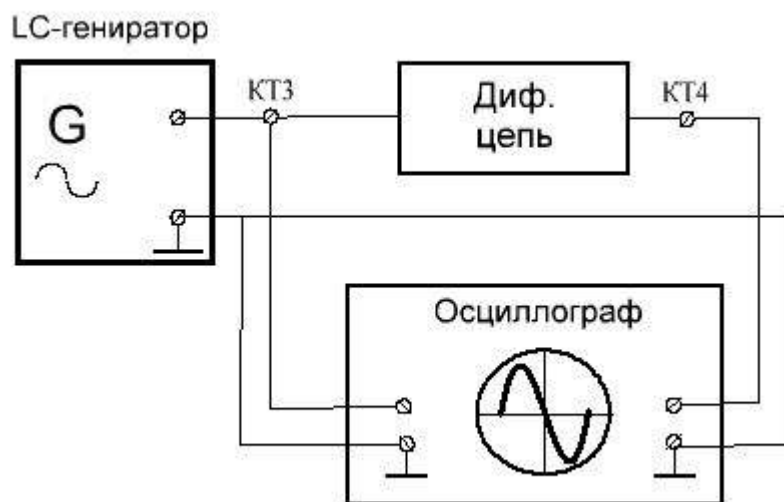 LC-гениратор
G
КТ3
Диф.
цепь
КТ4
Осциллограф